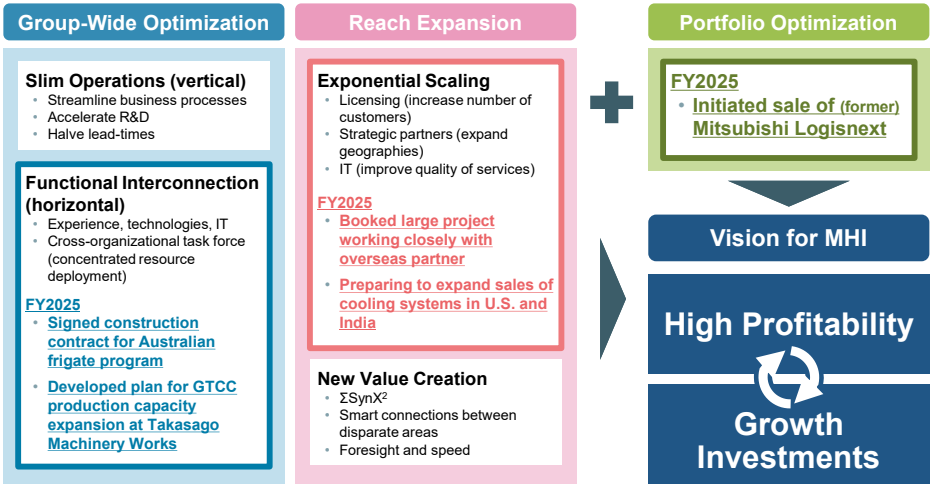 Group-Wide Optimization
Slim Operations (vertical)
• Streamline business processes
• Accelerate R&D
• Halve lead-times
Functional Interconnection
(horizontal)
• Experience, technologies, IT
• Cross-organizational task force
(concentrated resource
deployment)
FY2025
• Signed construction
contract for Australian
frigate program
• Developed plan for GTCC
production capacity
expansion at Takasago
Machinery Works
Reach Expansion
Exponential Scaling
• Licensing (increase number of
customers)
• Strategic partners (expand
geographies)
• IT (improve quality of services)
FY2025
• Booked large project
working closely with
overseas partner
• Preparing to expand sales of
cooling systems in U.S. and
India
New Value Creation
• ΣSynX²
• Smart connections between
disparate areas
• Foresight and speed
Portfolio Optimization
FY2025
• Initiated sale of (former)
Mitsubishi Logisnext
Vision for MHI
High Profitability
Growth
Investments